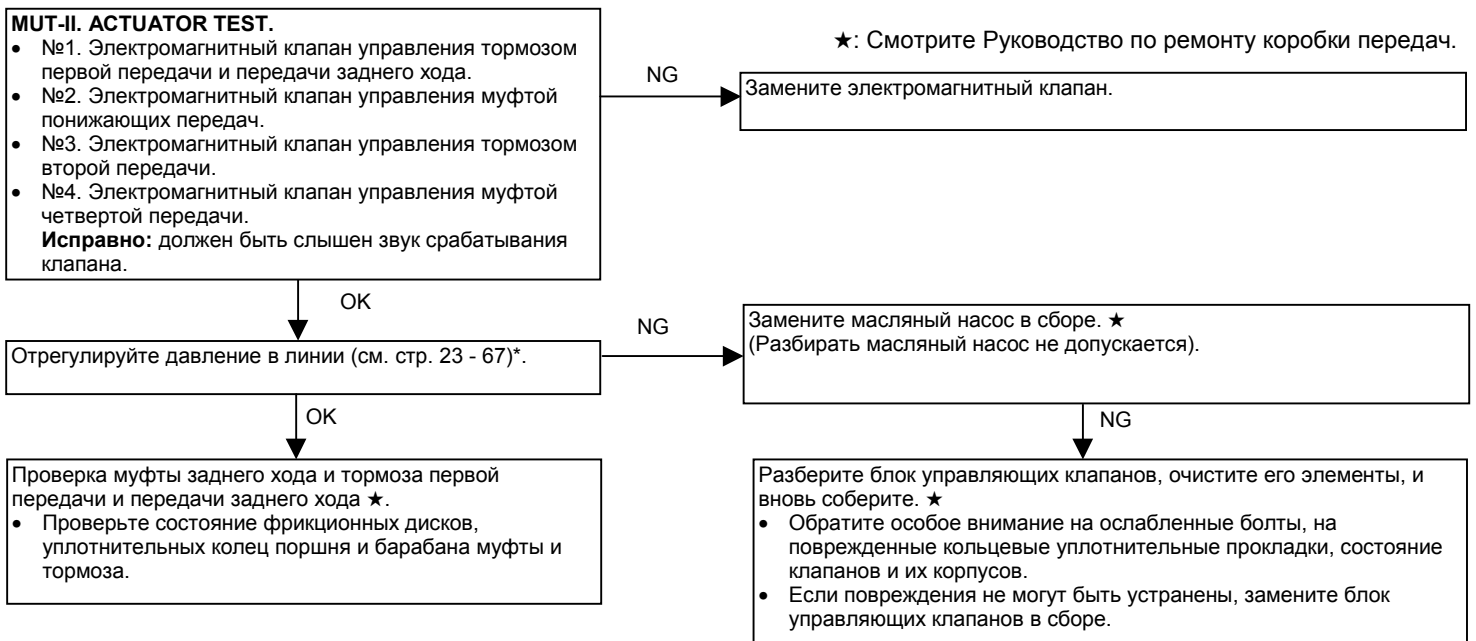 MUT-II. ACTUATOR TEST.
• №1. Электромагнитный клапан управления тормозом
первой передачи и передачи заднего хода.
• №2. Электромагнитный клапан управления муфтой
понижающих передач.
• №3. Электромагнитный клапан управления тормозом
второй передачи.
• №4. Электромагнитный клапан управления муфтой
четвертой передачи.
Исправно: должен быть слышен звук срабатывания
клапана.
★: Смотрите Руководство по ремонту коробки передач.
NG
Замените электромагнитный клапан.
OK
Отрегулируйте давление в линии (см. стр. 23 - 67)*.
NG
Замените масляный насос в сборе. ★
(Разбирать масляный насос не допускается).
OK
NG
Проверка муфты заднего хода и тормоза первой
передачи и передачи заднего хода ★.
• Проверьте состояние фрикционных дисков,
уплотнительных колец поршня и барабана муфты и
тормоза.
Разберите блок управляющих клапанов, очистите его элементы, и
вновь соберите. ★
• Обратите особое внимание на ослабленные болты, на
поврежденные кольцевые уплотнительные прокладки, состояние
клапанов и их корпусов.
• Если повреждения не могут быть устранены, замените блок
управляющих клапанов в сборе.